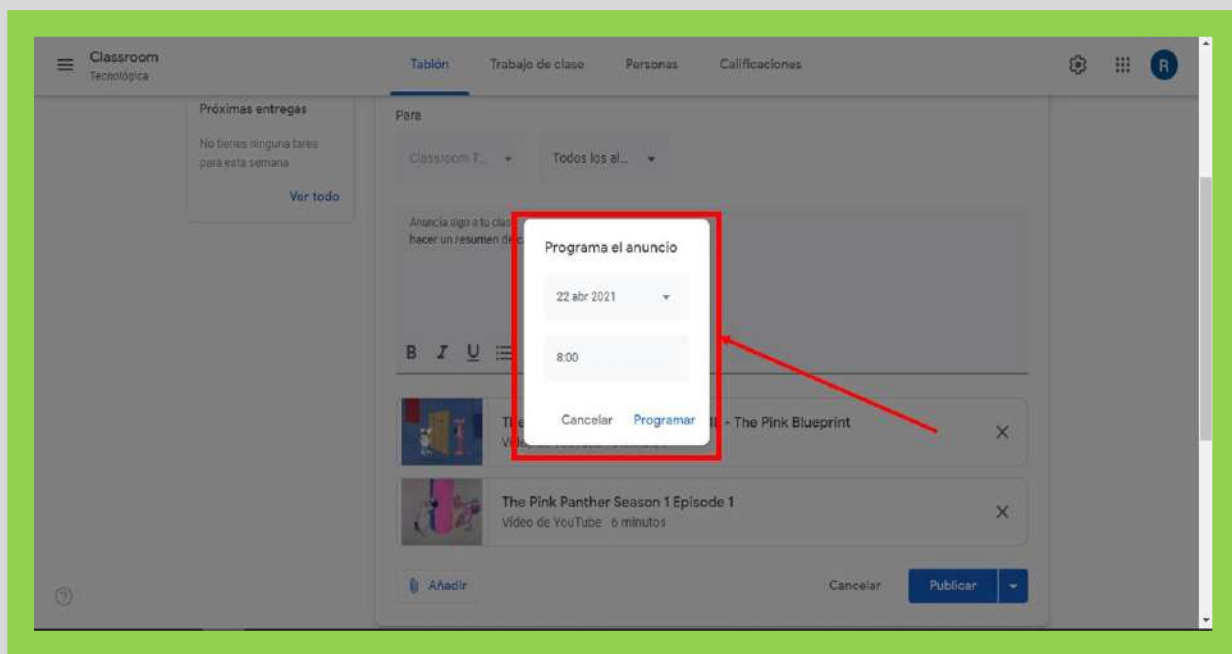 Classroom
Tecnológica
Tablón Trabajo de clase Personas Calificaciones
R
Próximas entregas
No tienes ninguna tarea
para esta semana
Ver todo
Para
Classroom T... Todos los al...
Anuncia algo a tu clase
hacer un resumen de
Programa el anuncio
22 abr 2021
8:00
Cancelar Programar
B I U
- The Pink Blueprint
The Pink Panther Season 1 Episode 1
Vídeo de YouTube 6 minutos
Añadir
Cancelar Publicar